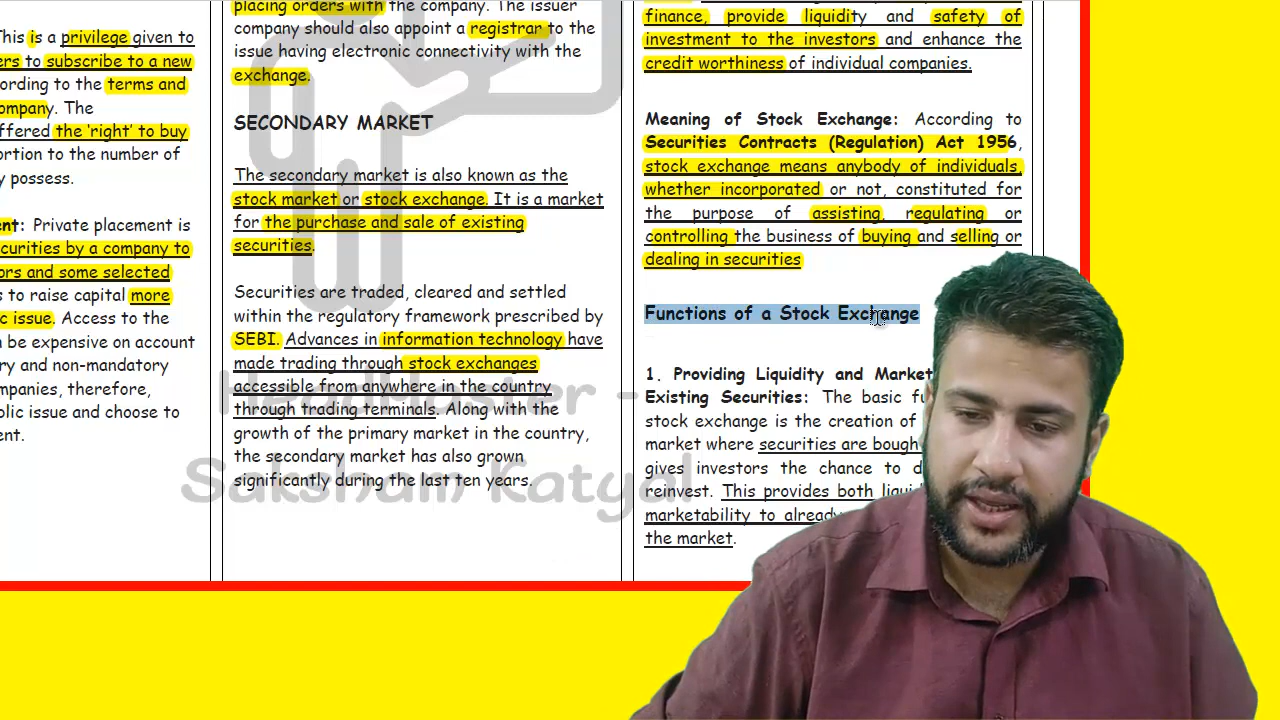 This is a privilege given to
ers to subscribe to a new
ording to the terms and
ompany. The
ffered the ‘right’ to buy
ortion to the number of
y possess.
ent: Private placement is
curities by a company to
ors and some selected
s to raise capital more
c issue. Access to the
n be expensive on account
ry and non-mandatory
mpanies, therefore,
olic issue and choose to
ent.
placing orders with the company. The issuer
company should also appoint a registrar to the
issue having electronic connectivity with the
exchange.
SECONDARY MARKET
The secondary market is also known as the
stock market or stock exchange. It is a market
for the purchase and sale of existing
securities.
Securities are traded, cleared and settled
within the regulatory framework prescribed by
SEBI. Advances in information technology have
made trading through stock exchanges
accessible from anywhere in the country
through trading terminals. Along with the
growth of the primary market in the country,
the secondary market has also grown
significantly during the last ten years.
finance, provide liquidity and safety of
investment to the investors and enhance the
credit worthiness of individual companies.
Meaning of Stock Exchange: According to
Securities Contracts (Regulation) Act 1956,
stock exchange means anybody of individuals,
whether incorporated or not, constituted for
the purpose of assisting, regulating or
controlling the business of buying and selling or
dealing in securities
Functions of a Stock Exchange
1. Providing Liquidity and Market
Existing Securities: The basic fu
stock exchange is the creation of
market where securities are bough
gives investors the chance to d
reinvest. This provides both liqui
marketability to already
the market.
HeadMaster -
Saksham Katyal